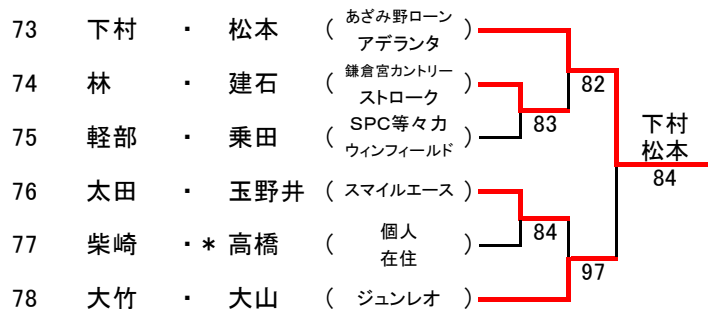 73 下村 ・ 松本 ( あざみ野ローン アデランタ )
74 林 ・ 建石 ( 鎌倉宮カントリー ストローク )
75 軽部 ・ 乗田 ( SPC等々力 ウィンフィールド )
76 太田 ・ 玉野井 ( スマイルエース )
77 柴崎 ・* 高橋 ( 個人 在住 )
78 大竹 ・ 大山 ( ジュンレオ )
82
83
下村
松本
84
84
97